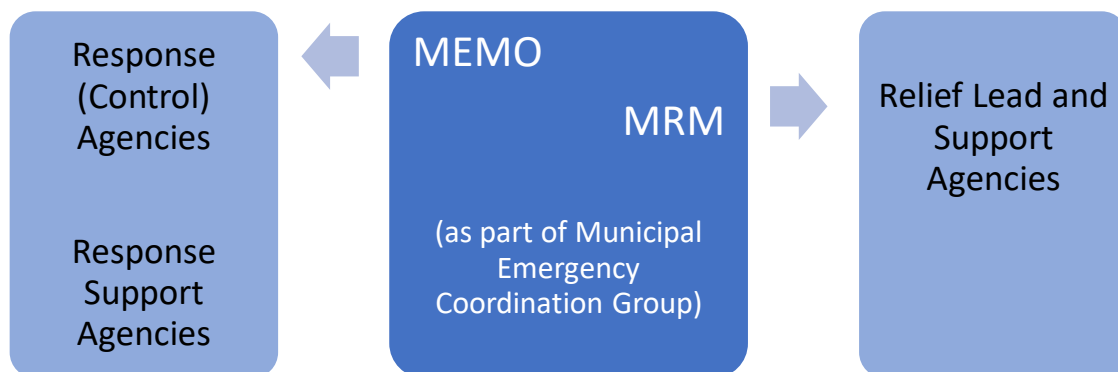 Response
(Control)
Agencies
Response
Support
Agencies
MEMO
MRM
(as part of Municipal
Emergency
Coordination Group)
Relief Lead and
Support
Agencies